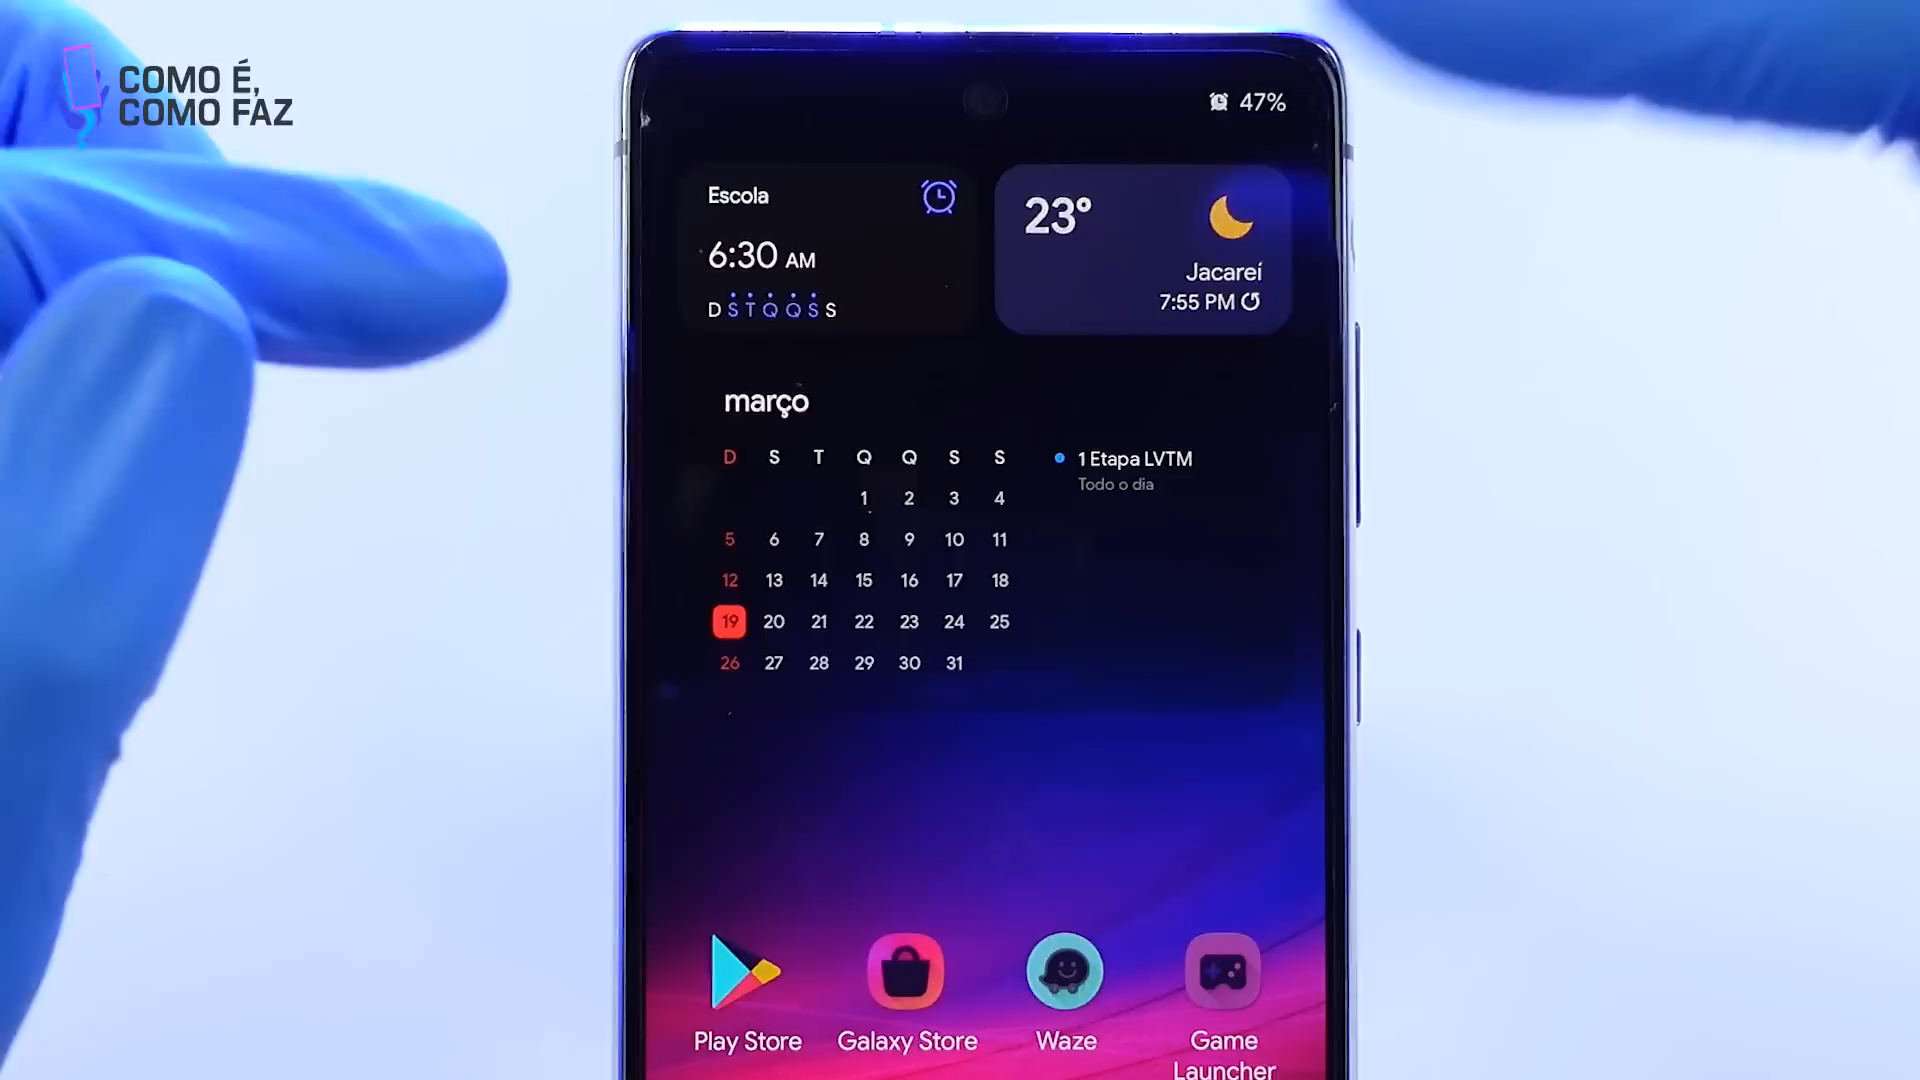 COMO É,
COMO FAZ
47%
Escola
6:30 AM
D S T Q Q S S
23°
Jacareí
7:55 PM
março
D S T Q Q S S
1 2 3 4
5 6 7 8 9 10 11
12 13 14 15 16 17 18
19 20 21 22 23 24 25
26 27 28 29 30 31
1 Etapa LVTM
Todo o dia
Play Store
Galaxy Store
Waze
Game
Launcher